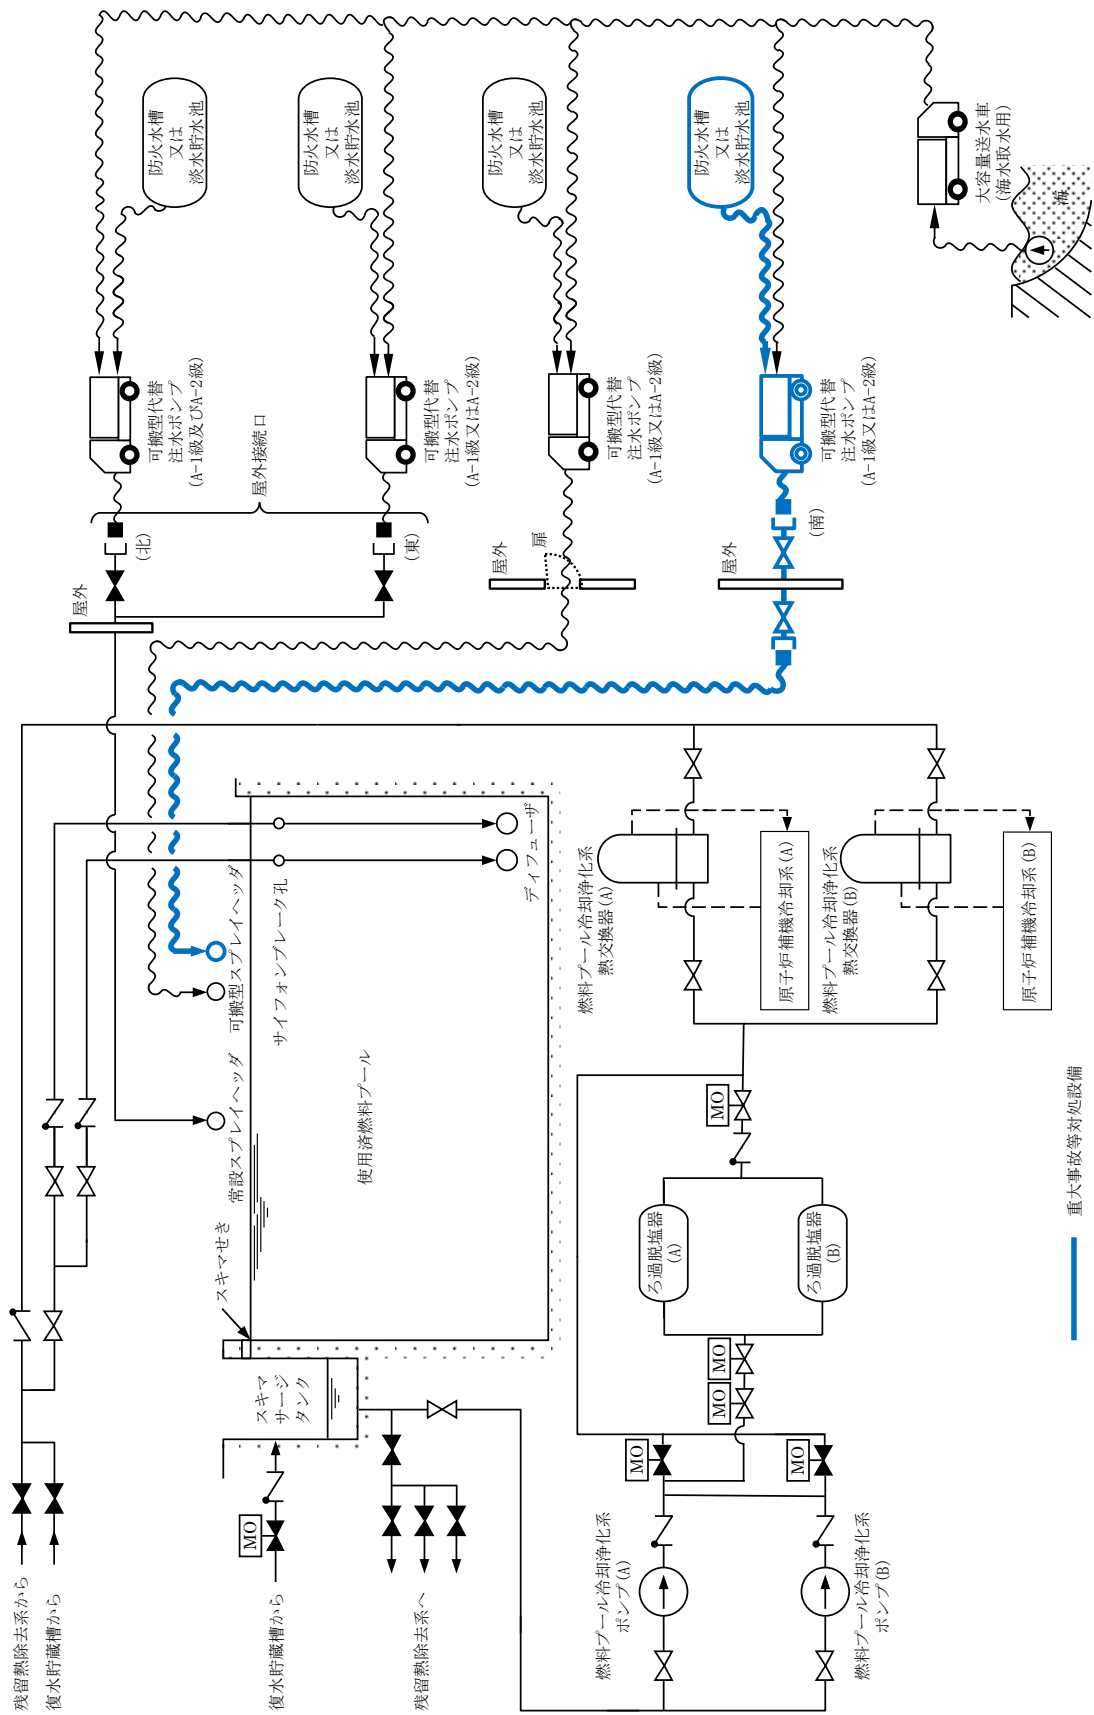 防火水槽
又は
淡水貯水池
防火水槽
又は
淡水貯水池
防火水槽
又は
淡水貯水池
防火水槽
又は
淡水貯水池
大容量送水車
(海水取水用)
海
可搬型代替
注水ポンプ
(A-1級及びA-2級)
可搬型代替
注水ポンプ
(A-1級又はA-2級)
可搬型代替
注水ポンプ
(A-1級又はA-2級)
可搬型代替
注水ポンプ
(A-1級又はA-2級)
屋外接続口
(北)
(東)
(南)
屋外
屋外
扉
屋外
可搬型スプレイヘッダ
常設スプレイヘッダ
サイフォンブレーク孔
ディフューザ
使用済燃料プール
スキマせき
スキマ
サージ
タンク
燃料プール冷却浄化系
熱交換器(A)
原子炉補機冷却系(A)
燃料プール冷却浄化系
熱交換器(B)
原子炉補機冷却系(B)
MO
ろ過脱塩器
(A)
ろ過脱塩器
(B)
MO
MO
MO
MO
MO
燃料プール冷却浄化系
ポンプ(A)
燃料プール冷却浄化系
ポンプ(B)
残留熱除去系から
復水貯蔵槽から
復水貯蔵槽から
残留熱除去系へ
重大事故等対処設備